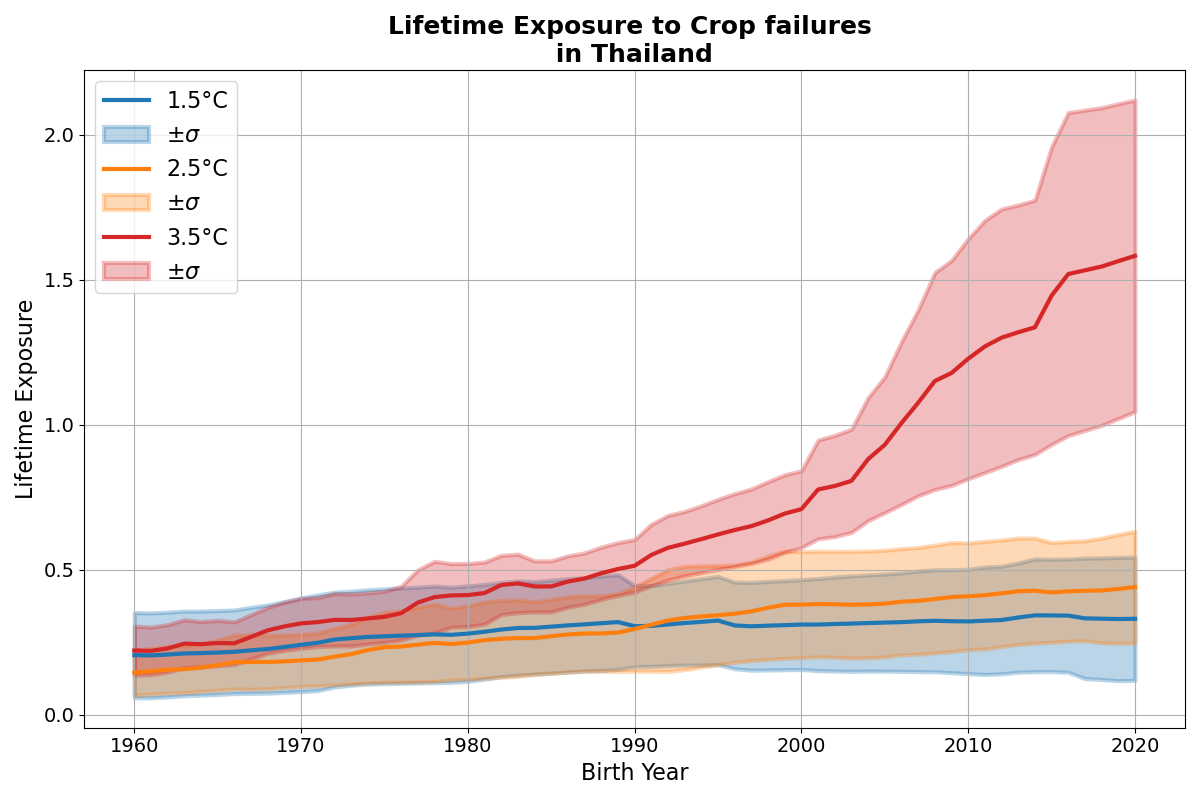 Lifetime Exposure to Crop failures
in Thailand
1.5°C
±σ
2.5°C
±σ
3.5°C
±σ
Lifetime Exposure
2.0
1.5
1.0
0.5
0.0
1960 1970 1980 1990 2000 2010 2020
Birth Year